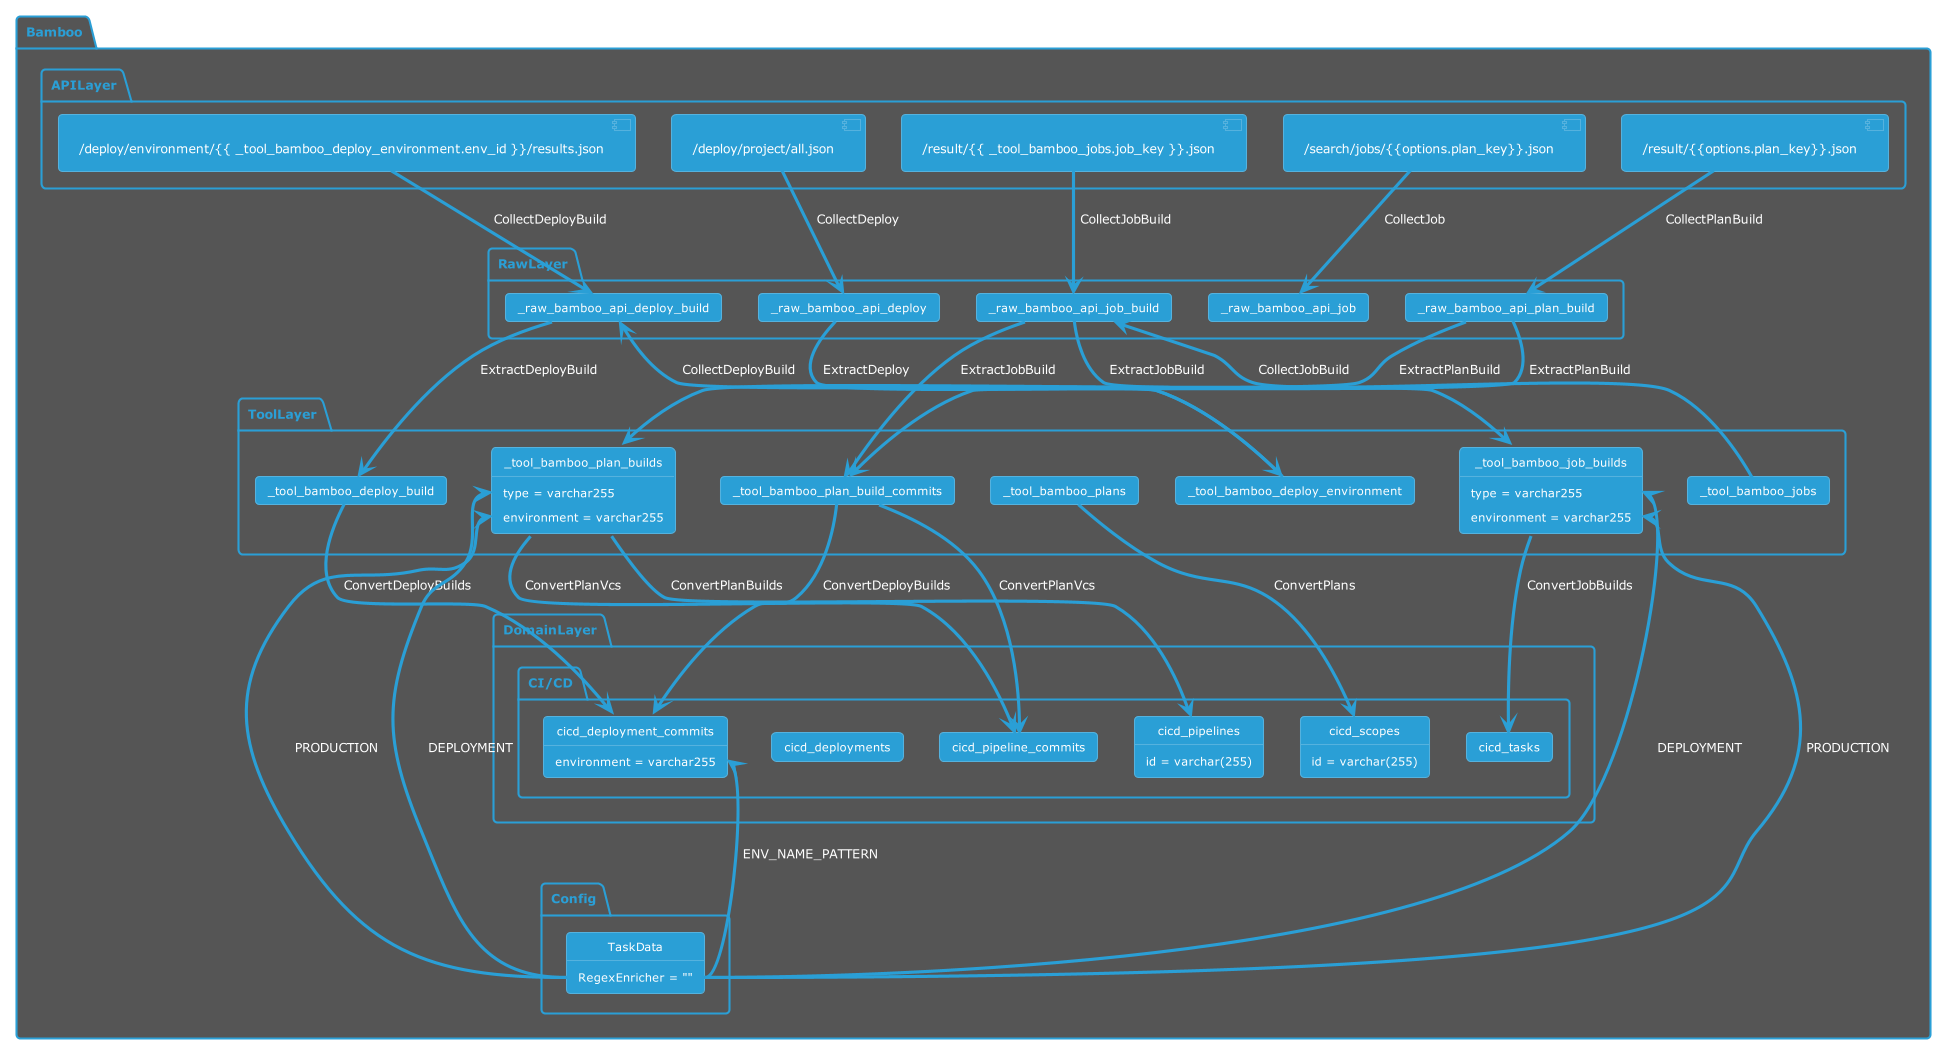 Bamboo
APILayer
/deploy/environment/{{ _tool_bamboo_deploy_environment.env_id }}/results.json
/deploy/project/all.json
/result/{{ _tool_bamboo_jobs.job_key }}.json
/search/jobs/{{options.plan_key}}.json
/result/{{options.plan_key}}.json
CollectDeployBuild
CollectDeploy
CollectJobBuild
CollectJob
CollectPlanBuild
RawLayer
_raw_bamboo_api_deploy_build
_raw_bamboo_api_deploy
_raw_bamboo_api_job_build
_raw_bamboo_api_job
_raw_bamboo_api_plan_build
ExtractDeployBuild
CollectDeployBuild
ExtractDeploy
ExtractJobBuild
ExtractJobBuild
CollectJobBuild
ExtractPlanBuild
ExtractPlanBuild
ToolLayer
_tool_bamboo_deploy_build
_tool_bamboo_plan_builds
type = varchar255
environment = varchar255
_tool_bamboo_plan_build_commits
_tool_bamboo_plans
_tool_bamboo_deploy_environment
_tool_bamboo_job_builds
type = varchar255
environment = varchar255
_tool_bamboo_jobs
ConvertDeployBuilds
ConvertPlanVcs
ConvertPlanBuilds
ConvertDeployBuilds
ConvertPlanVcs
ConvertPlans
ConvertJobBuilds
DomainLayer
CI/CD
cicd_deployment_commits
environment = varchar255
cicd_deployments
cicd_pipeline_commits
cicd_pipelines
id = varchar(255)
cicd_scopes
id = varchar(255)
cicd_tasks
PRODUCTION
DEPLOYMENT
DEPLOYMENT
PRODUCTION
ENV_NAME_PATTERN
Config
TaskData
RegexEnricher = ""